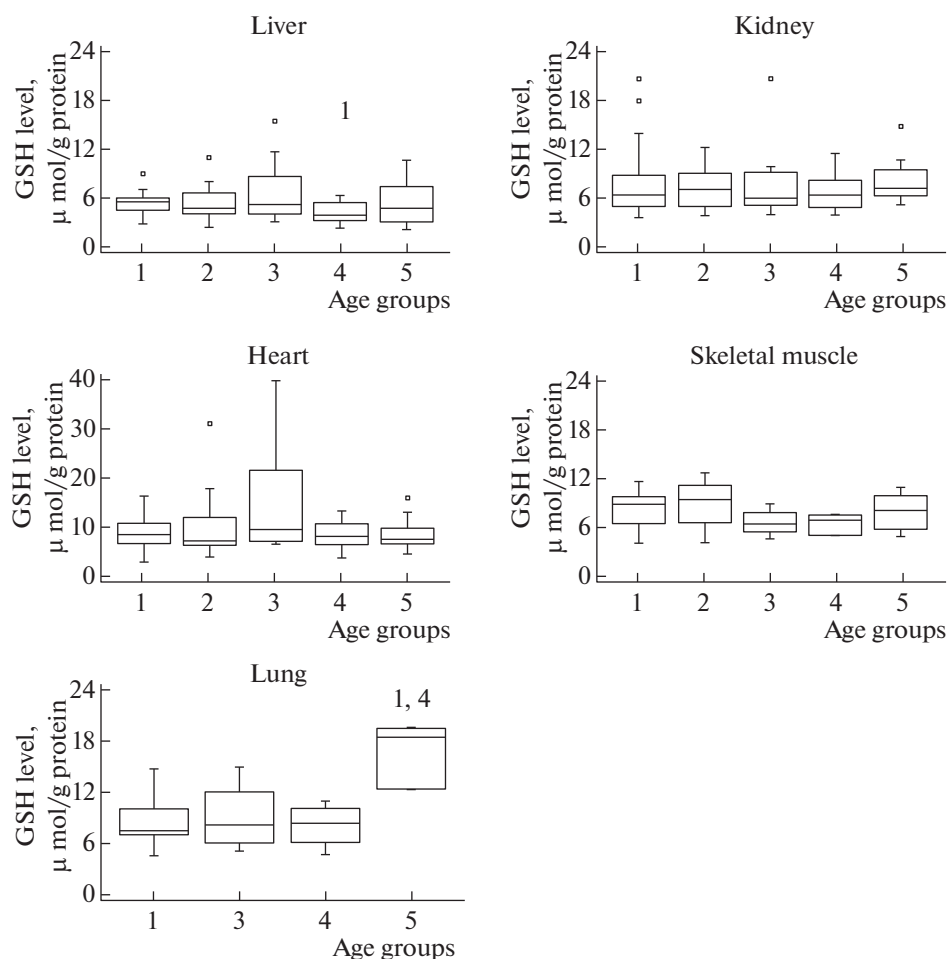 Liver
GSH level,
μ mol/g protein
24
18
12
6
0
1
1 2 3 4 5
Age groups
Kidney
GSH level,
μ mol/g protein
24
18
12
6
0
1 2 3 4 5
Age groups
Heart
GSH level,
μ mol/g protein
40
30
20
10
0
1 2 3 4 5
Age groups
Skeletal muscle
GSH level,
μ mol/g protein
24
18
12
6
0
1 2 3 4 5
Age groups
Lung
GSH level,
μ mol/g protein
24
18
12
6
0
1, 4
1 3 4 5
Age groups